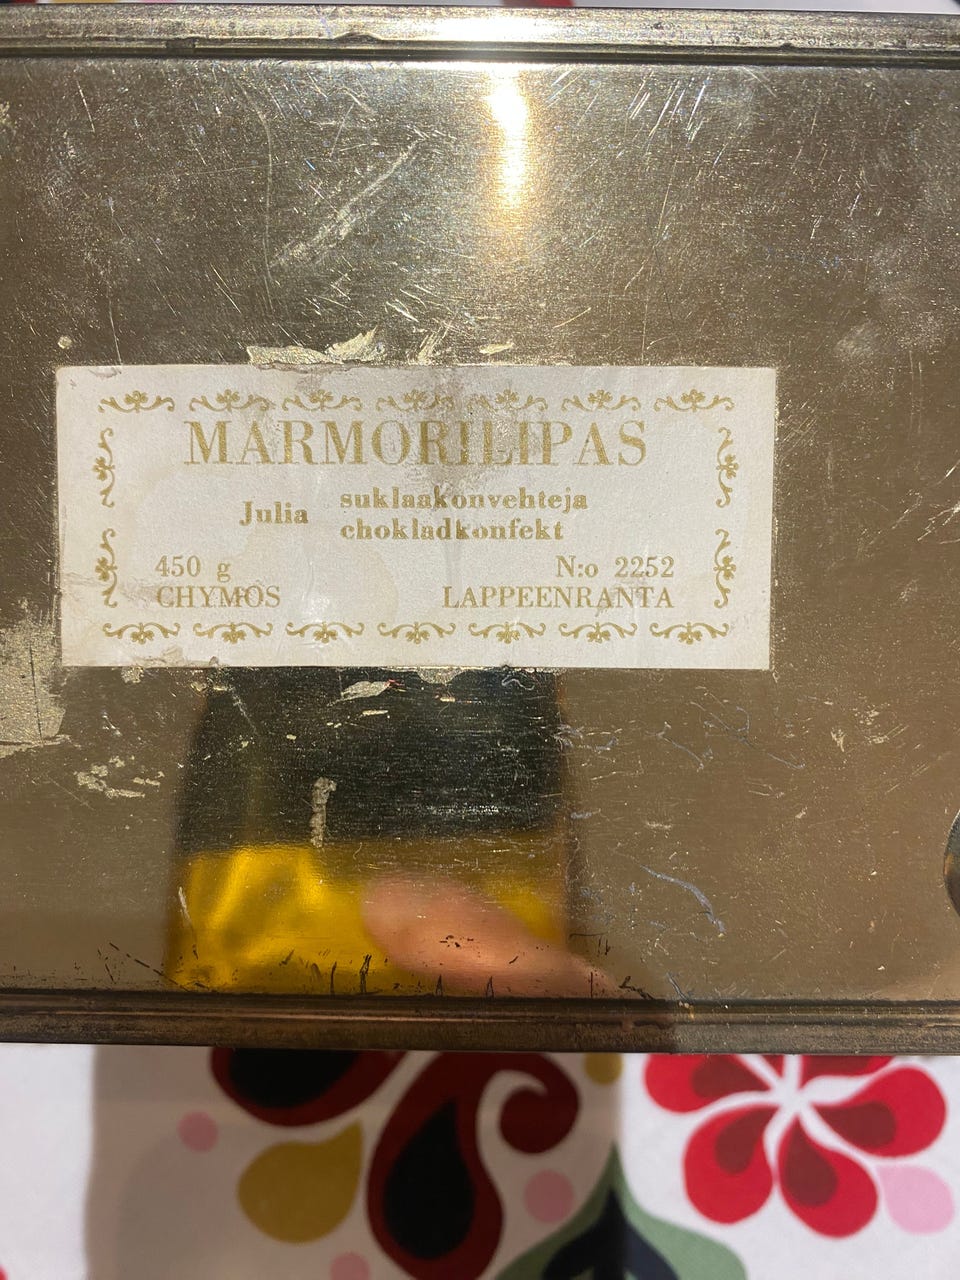 MARMORILIPAS
Julia suklaakonvehteja
chokladkonfekt
450 g N:o 2252
CHYMOS LAPPEENRANTA